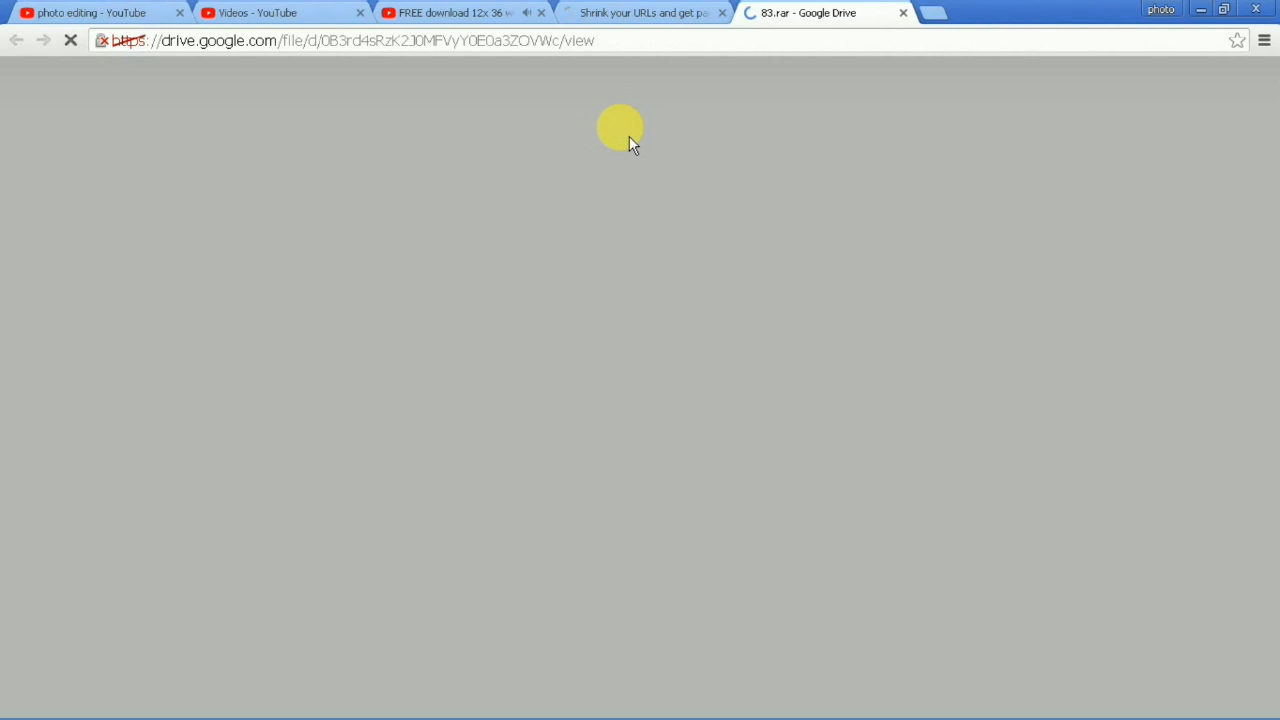 photo editing - YouTube
Videos - YouTube
FREE download 12x 36 w
Shrink your URLs and get pa
83.rar - Google Drive
photo
https://drive.google.com/file/d/0B3rd4sRzK2J0MFVyY0E0a3ZOVWc/view